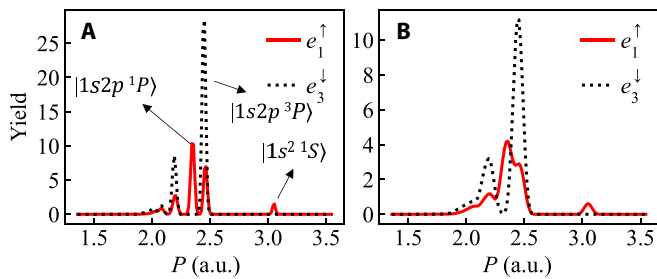 A
B
e₁↑
e₃↓
e₁↑
e₃↓
|1s2p ¹P⟩
|1s2p ³P⟩
|1s² ¹S⟩
Yield
25
20
15
10
5
0
10
8
6
4
2
0
1.5 2.0 2.5 3.0 3.5
1.5 2.0 2.5 3.0 3.5
P (a.u.)
P (a.u.)